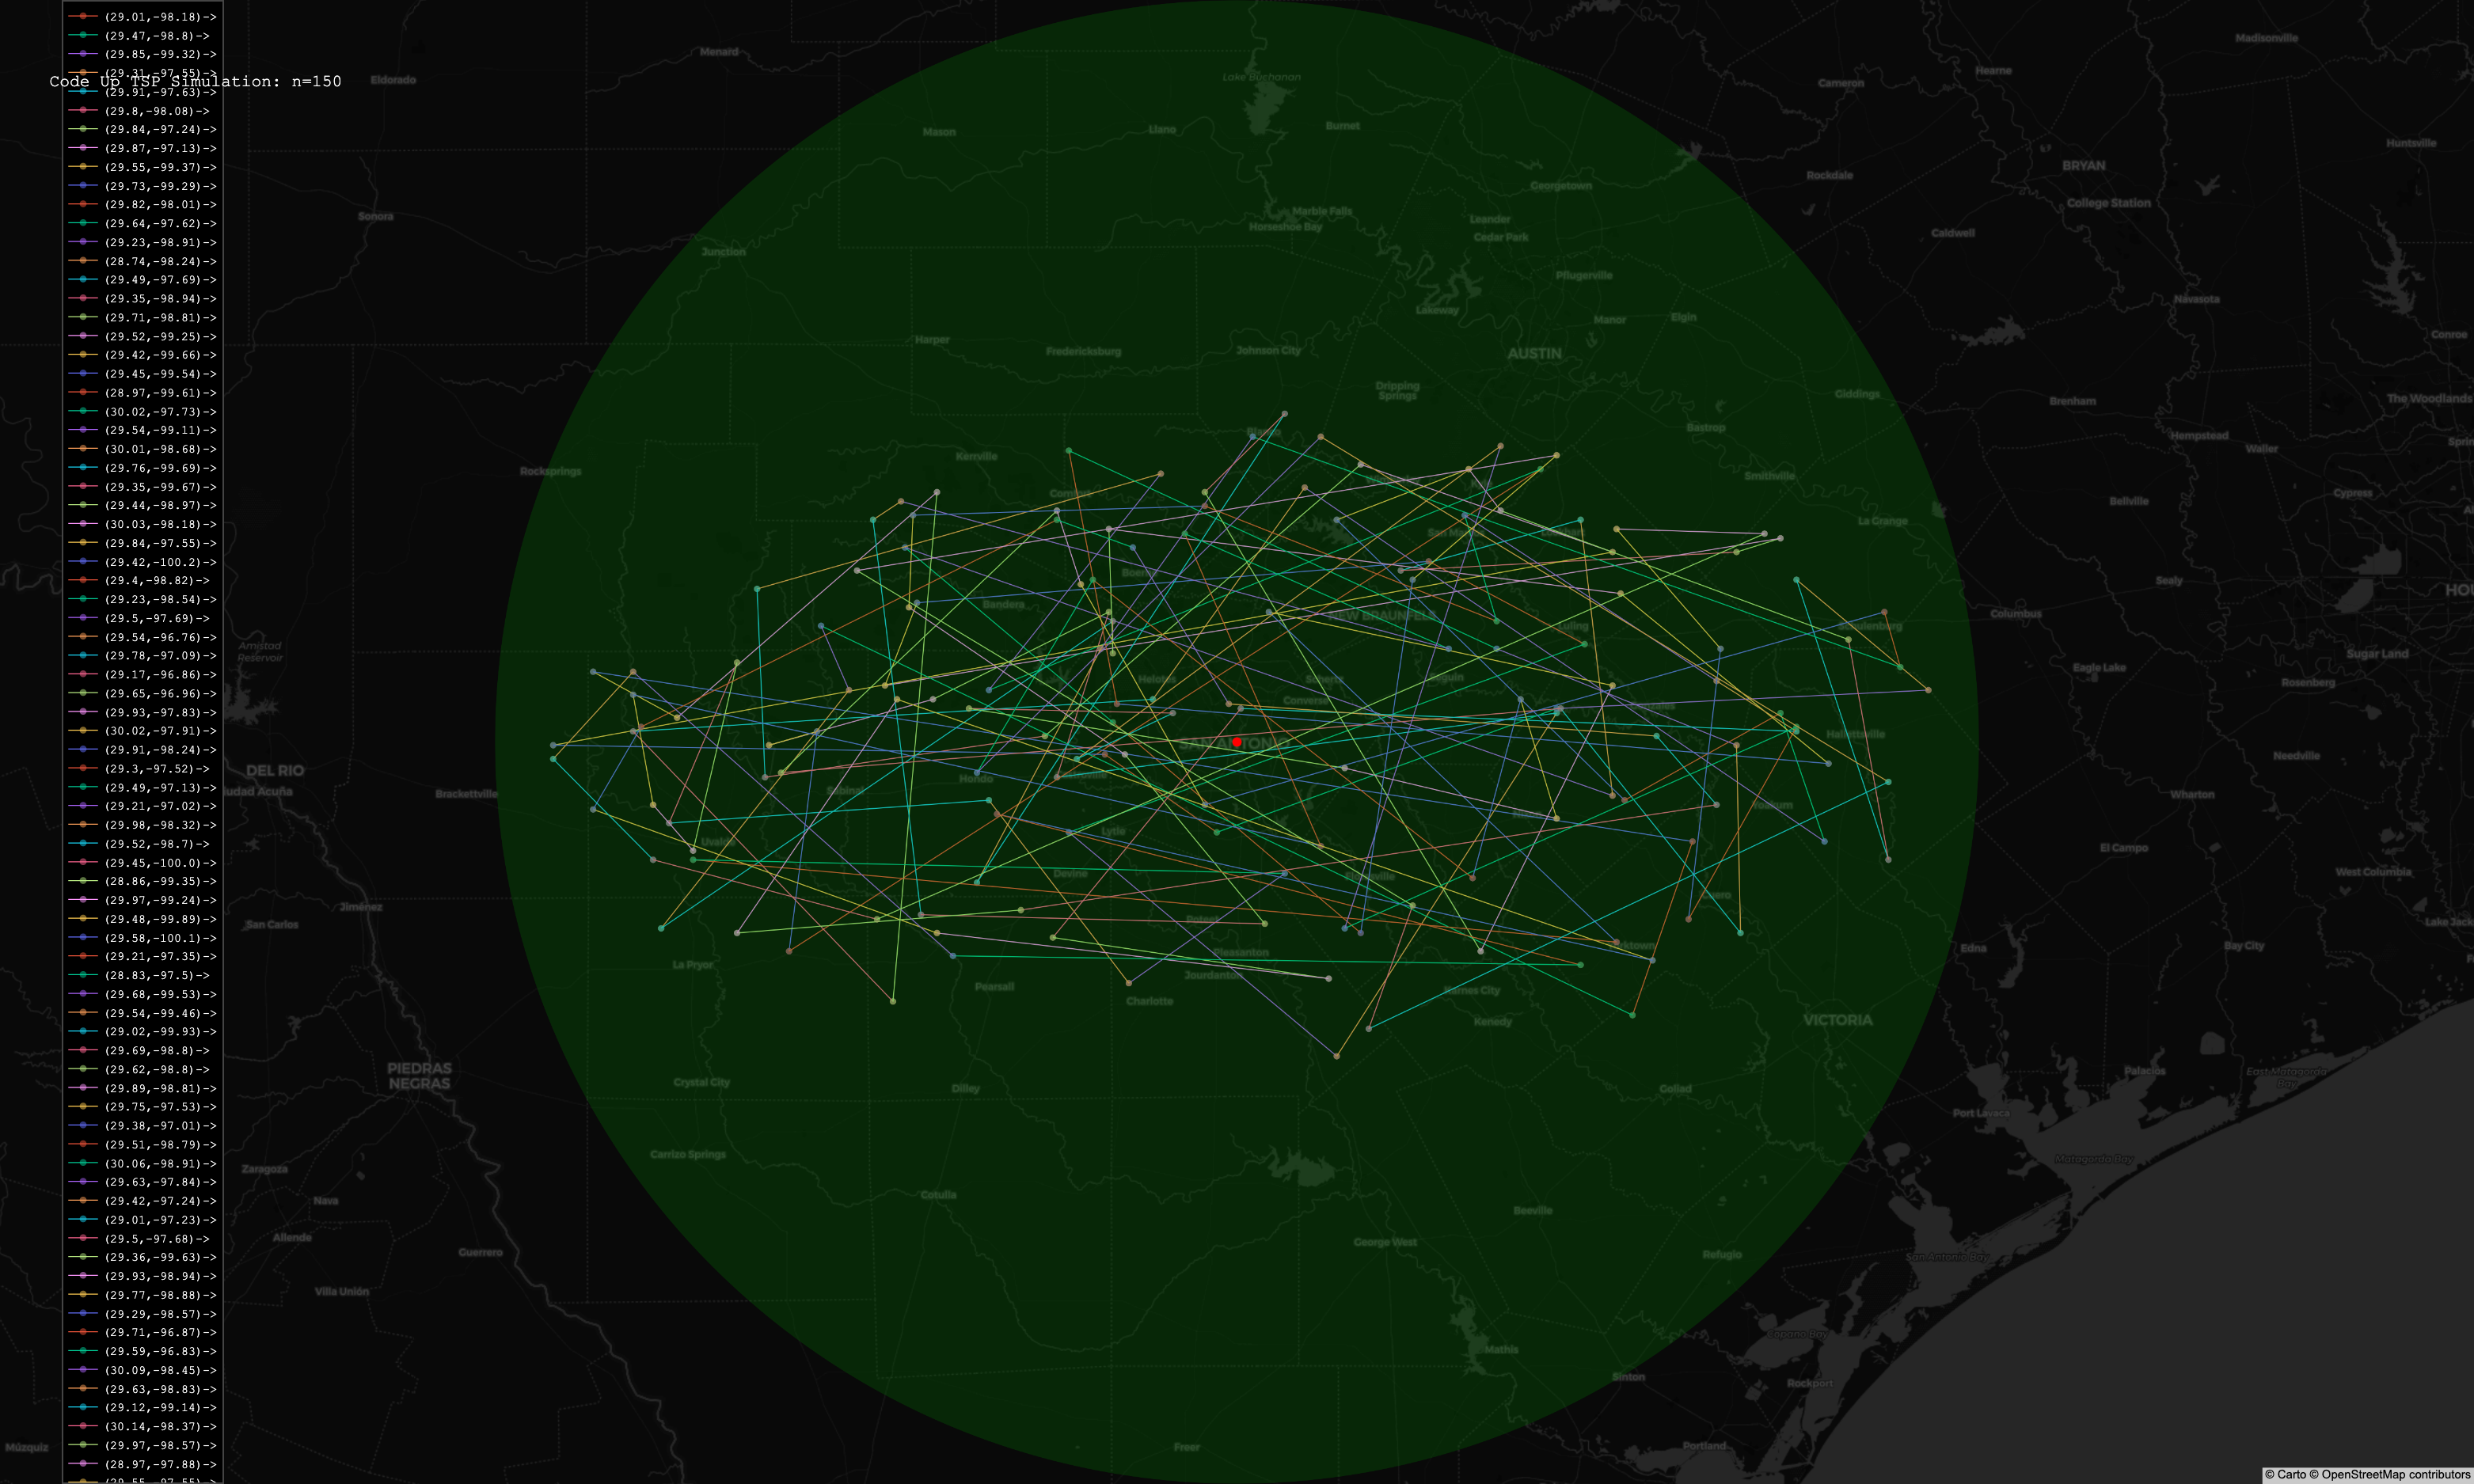 (29.01,-98.18)->
(29.47,-98.8)->
(29.85,-99.32)->
(29.31,-97.55)->
Code Up TSP Simulation: n=150
(29.91,-97.63)->
(29.8,-98.08)->
(29.84,-97.24)->
(29.87,-97.13)->
(29.55,-99.37)->
(29.73,-99.29)->
(29.82,-98.01)->
(29.64,-97.62)->
(29.23,-98.91)->
(28.74,-98.24)->
(29.49,-97.69)->
(29.35,-98.94)->
(29.71,-98.81)->
(29.52,-99.25)->
(29.42,-99.66)->
(29.45,-99.54)->
(28.97,-99.61)->
(30.02,-97.73)->
(29.54,-99.11)->
(30.01,-98.68)->
(29.76,-99.69)->
(29.35,-99.67)->
(29.44,-98.97)->
(30.03,-98.18)->
(29.84,-97.55)->
(29.42,-100.2)->
(29.4,-98.82)->
(29.23,-98.54)->
(29.5,-97.69)->
(29.54,-96.76)->
(29.78,-97.09)->
(29.17,-96.86)->
(29.65,-96.96)->
(29.93,-97.83)->
(30.02,-97.91)->
(29.91,-98.24)->
(29.3,-97.52)->
(29.49,-97.13)->
(29.21,-97.02)->
(29.98,-98.32)->
(29.52,-98.7)->
(29.45,-100.0)->
(28.86,-99.35)->
(29.97,-99.24)->
(29.48,-99.89)->
(29.58,-100.1)->
(29.21,-97.35)->
(28.83,-97.5)->
(29.68,-99.53)->
(29.54,-99.46)->
(29.02,-99.93)->
(29.69,-98.8)->
(29.62,-98.8)->
(29.89,-98.81)->
(29.75,-97.53)->
(29.38,-97.01)->
(29.51,-98.79)->
(30.06,-98.91)->
(29.63,-97.84)->
(29.42,-97.24)->
(29.01,-97.23)->
(29.5,-97.68)->
(29.36,-99.63)->
(29.93,-98.94)->
(29.77,-98.88)->
(29.29,-98.57)->
(29.71,-96.87)->
(29.59,-96.83)->
(30.09,-98.45)->
(29.63,-98.83)->
(29.12,-99.14)->
(30.14,-98.37)->
(29.97,-98.57)->
(28.97,-97.88)->
Eldorado
Menard
Sonora
Junction
Mason
Llano
Lake Buchanan
Burnet
Cameron
Hearne
Madisonville
Huntsville
BRYAN
College Station
Rockdale
Caldwell
Georgetown
Marble Falls
Horseshoe Bay
Leander
Cedar Park
Pflugerville
Lakeway
Manor
Elgin
Navasota
Conroe
Harper
Fredericksburg
Johnson City
AUSTIN
Dripping
Springs
Giddings
Brenham
The Woodlands
Bastrop
Hempstead
Waller
Rocksprings
Kerrville
Smithville
Bellville
Cypress
La Grange
Katy
Bandera
NEW BRAUNFELS
Luling
Schulenburg
Columbus
Sealy
Sugar Land
Rosenberg
Amistad
Reservoir
Helotes
Schertz
Converse
Seguin
SAN ANTONIO
Hallettsville
Needville
DEL RIO
Ciudad Acuña
Brackettville
Sabinal
Hondo
Lytle
Yoakum
Wharton
Uvalde
Devine
Floresville
El Campo
West Columbia
Jiménez
San Carlos
Poteet
Cuero
Edna
Bay City
Lake Jackson
La Pryor
Pearsall
Pleasanton
Jourdanton
Charlotte
Karnes City
Kenedy
VICTORIA
PIEDRAS
NEGRAS
Crystal City
Dilley
Goliad
Palacios
East Matagorda
Bay
Port Lavaca
Carrizo Springs
Matagorda Bay
Zaragoza
Nava
Cotulla
Beeville
Allende
Guerrero
George West
Refugio
San Antonio Bay
Villa Unión
Copano Bay
Mathis
Sinton
Rockport
Múzquiz
Freer
Portland
© Carto © OpenStreetMap contributors